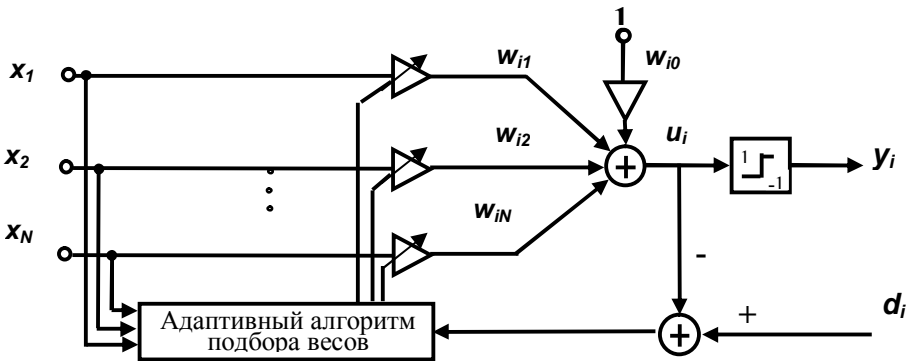 1
x1
wi1
wi0
x2
wi2
ui
1
-1
yi
xN
wiN
-
Адаптивный алгоритм
подбора весов
+
di